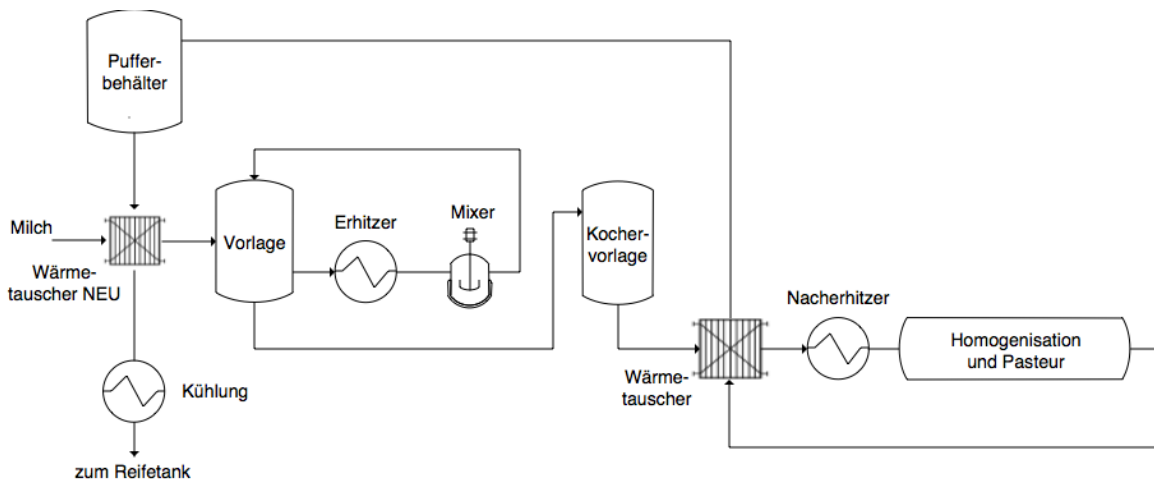 Puffer-
behälter
Milch
Wärme-
tauscher NEU
Vorlage
Erhitzer
Mixer
Kocher-
vorlage
Kühlung
zum Reifetank
Wärme-
tauscher
Nacherhitzer
Homogenisation
und Pasteur